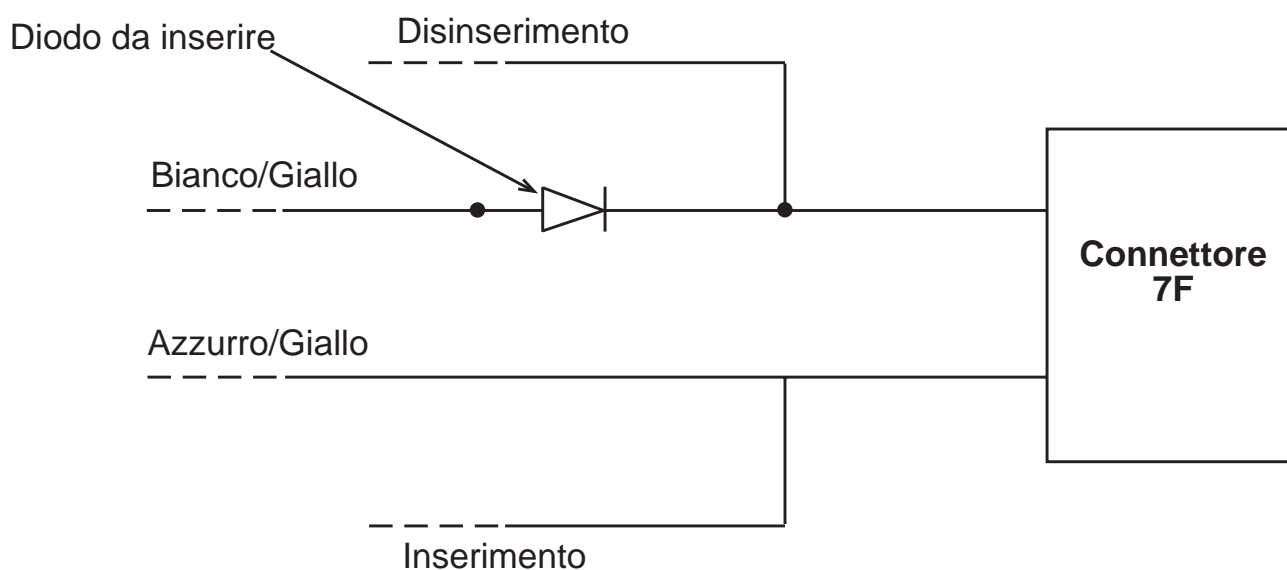 Diodo da inserire
Disinserimento
Bianco/Giallo
Connettore
7F
Azzurro/Giallo
Inserimento